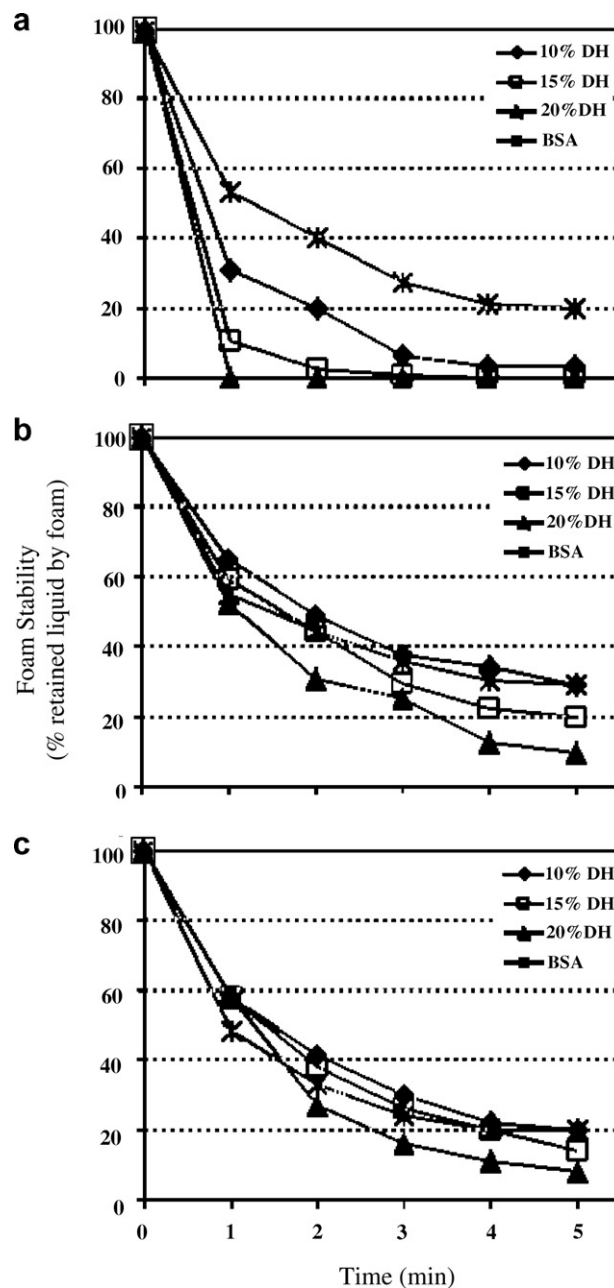 a
100
80
60
40
20
0
10% DH
15% DH
20%DH
BSA
b
100
80
60
40
20
0
10% DH
15% DH
20%DH
BSA
Foam Stability
(% retained liquid by foam)
c
100
80
60
40
20
0
10% DH
15% DH
20%DH
BSA
0 1 2 3 4 5
Time (min)